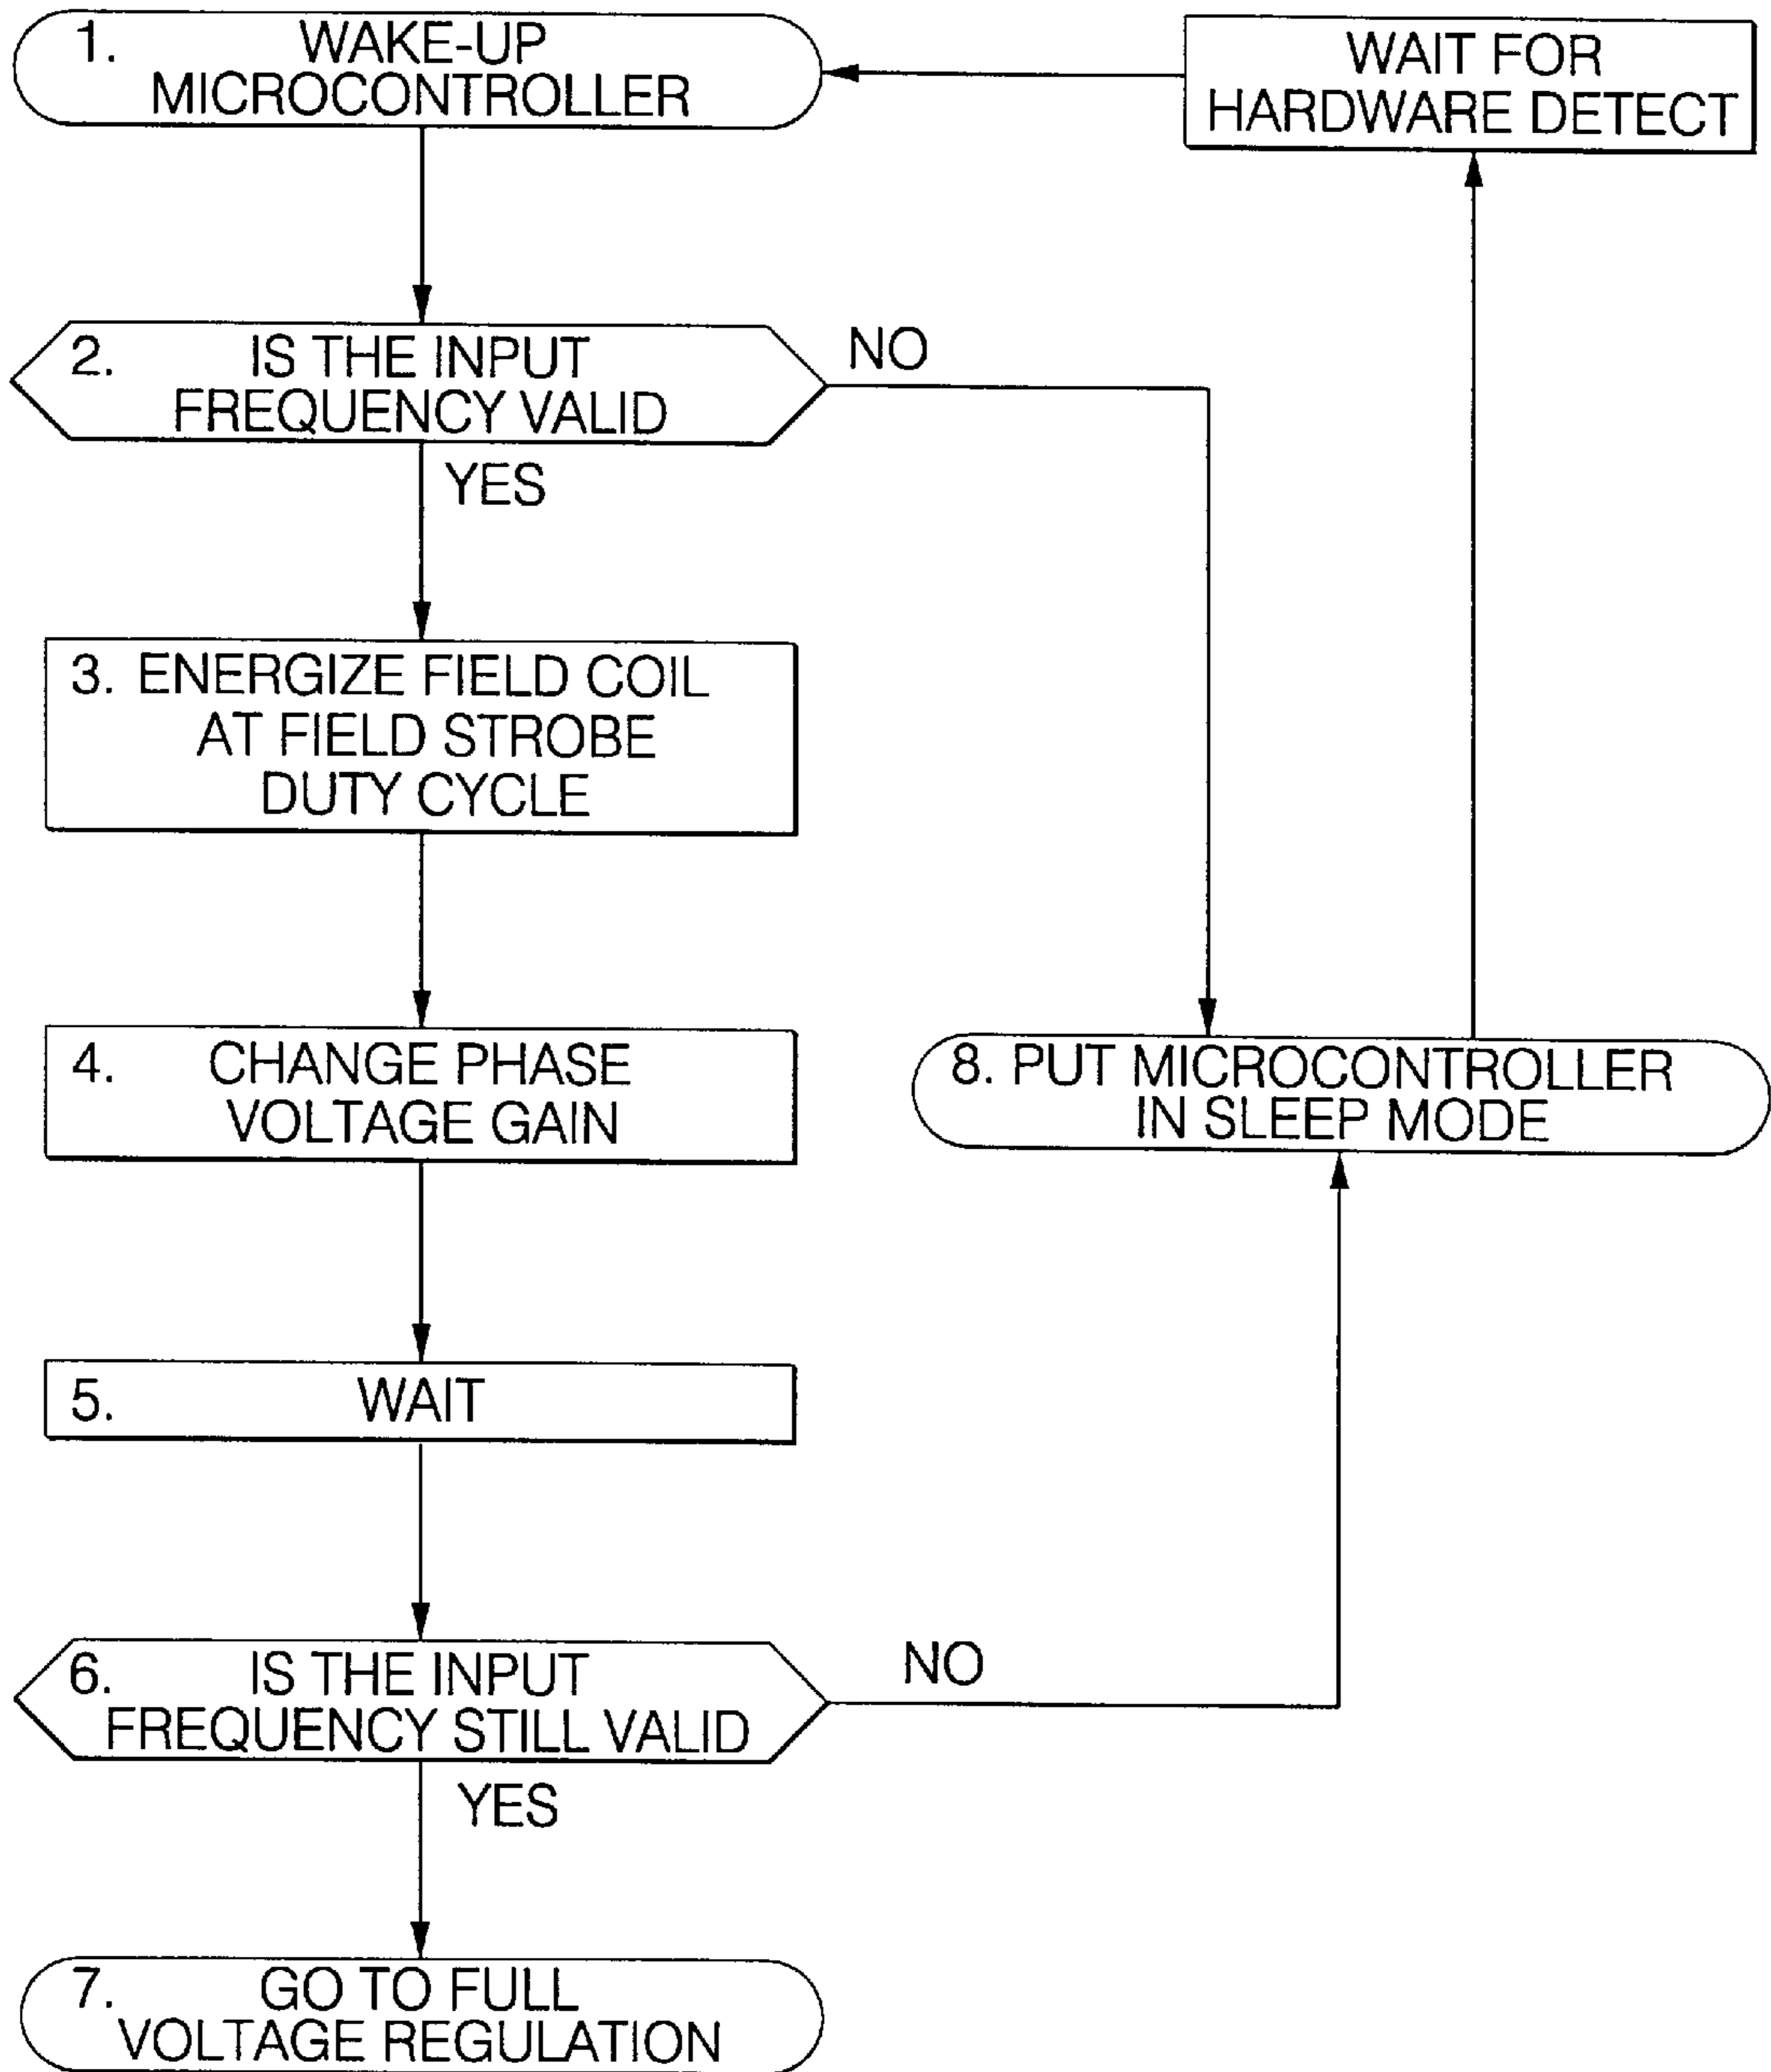 1. WAKE-UP
MICROCONTROLLER
WAIT FOR
HARDWARE DETECT
2. IS THE INPUT
FREQUENCY VALID
NO
YES
3. ENERGIZE FIELD COIL
AT FIELD STROBE
DUTY CYCLE
4. CHANGE PHASE
VOLTAGE GAIN
8. PUT MICROCONTROLLER
IN SLEEP MODE
5. WAIT
6. IS THE INPUT
FREQUENCY STILL VALID
NO
YES
7. GO TO FULL
VOLTAGE REGULATION